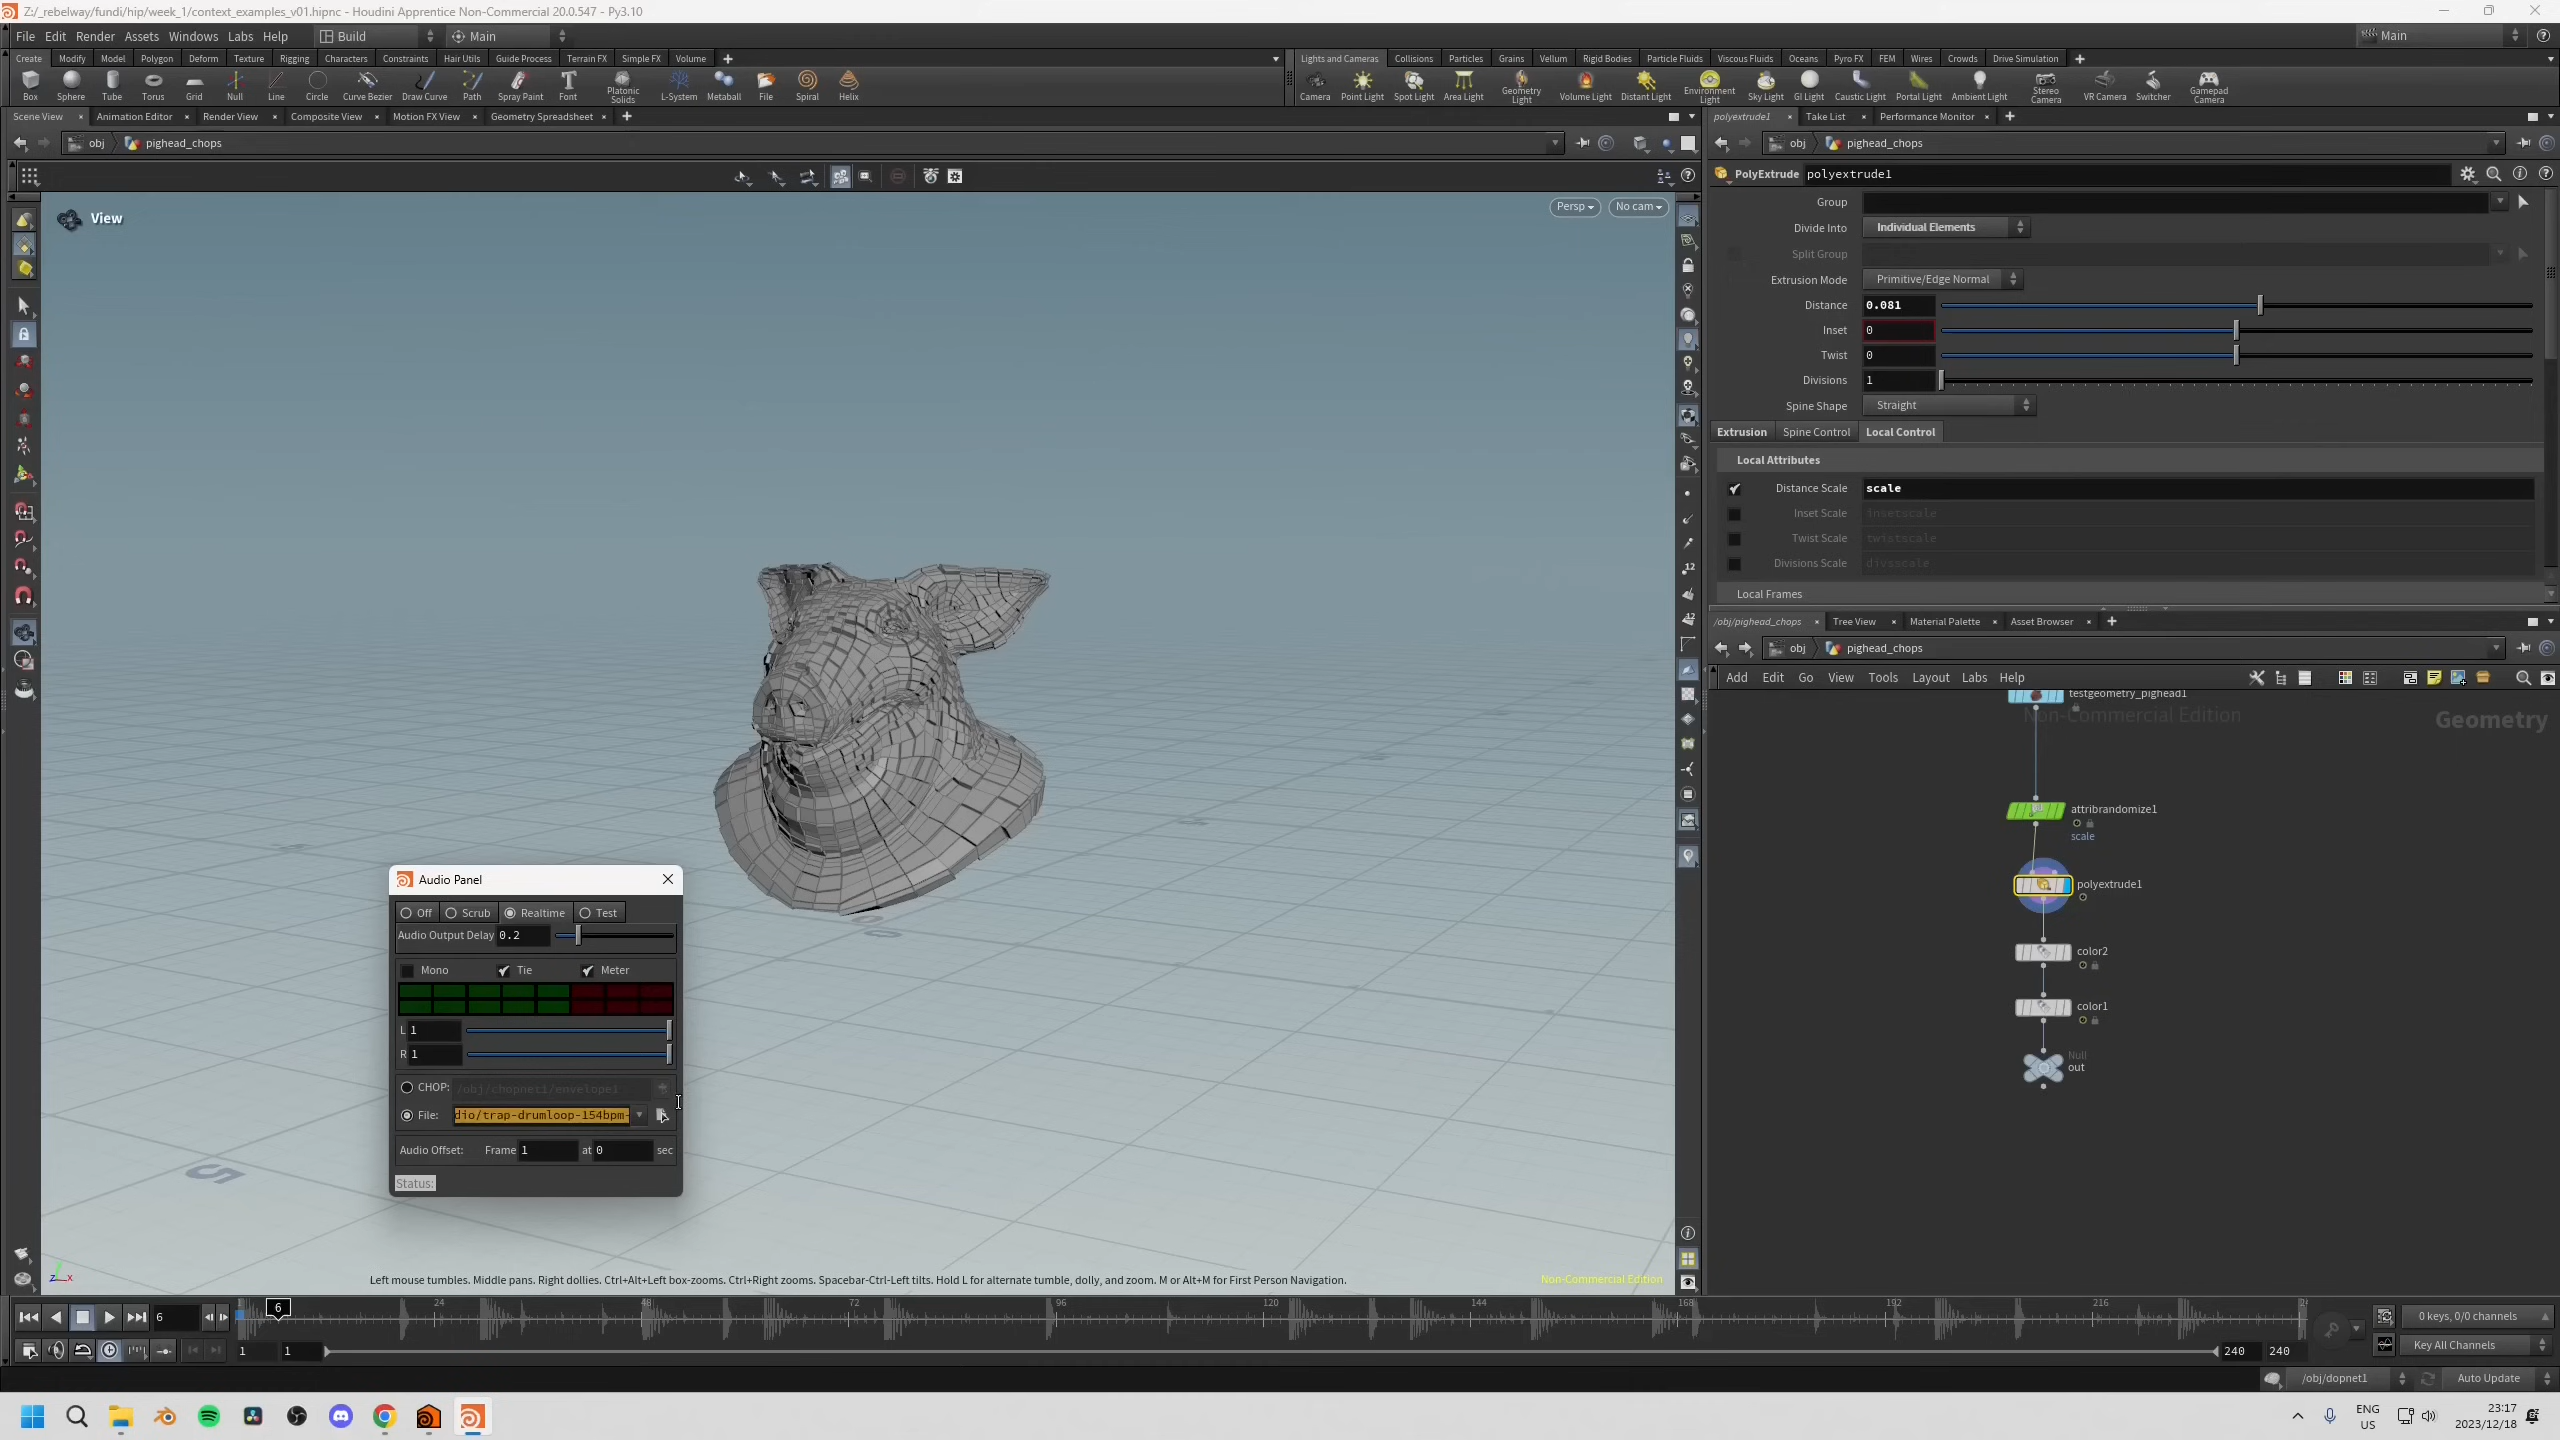 Z:/_rebelway/fundi/hip/week_1/context_examples_v01.hipnc - Houdini Apprentice Non-Commercial 20.0.547 - Py3.10
File Edit Render Assets Windows Labs Help Build Main Main
Create Modify Model Polygon Deform Texture Rigging Characters Constraints Hair Utils Guide Process Terrain FX Simple FX Volume
Lights and Cameras Collisions Particles Grains Vellum Rigid Bodies Particle Fluids Viscous Fluids Oceans Pyro FX FEM Wires Crowds Drive Simulation
Box Sphere Tube Torus Grid Null Line Circle Curve Bezier Draw Curve Path Spray Paint Font Platonic Solids L-System Metaball File Spiral Helix
Camera Point Light Spot Light Area Light Geometry Light Volume Light Distant Light Environment Light Sky Light GI Light Caustic Light Portal Light Ambient Light Stereo Camera VR Camera Switcher Gamepad Camera
Scene View Animation Editor Render View Composite View Motion FX View Geometry Spreadsheet
polyextrude1 Take List Performance Monitor
obj pighead_chops
obj pighead_chops
View
Persp No cam
PolyExtrude polyextrude1
Group
Divide Into Individual Elements
Split Group
Extrusion Mode Primitive/Edge Normal
Distance 0.081
Inset 0
Twist 0
Divisions 1
Spine Shape Straight
Extrusion Spine Control Local Control
Local Attributes
Distance Scale scale
Inset Scale insetscale
Twist Scale twistscale
Divisions Scale divsscale
Local Frames
/obj/pighead_chops Tree View Material Palette Asset Browser
obj pighead_chops
Add Edit Go View Tools Layout Labs Help
testgeometry_pighead1
Non-Commercial Edition
Geometry
attribrandomize1
scale
polyextrude1
color2
color1
Null
out
Audio Panel
Off Scrub Realtime Test
Audio Output Delay 0.2
Mono Tie Meter
L 1
R 1
CHOP: /obj/chopnet1/envelope1
File: dio/trap-drumloop-154bpm-
Audio Offset: Frame 1 at 0 sec
Status:
5
Left mouse tumbles. Middle pans. Right dollies. Ctrl+Alt+Left box-zooms. Ctrl+Right zooms. Spacebar-Ctrl-Left tilts. Hold L for alternate tumble, dolly, and zoom. M or Alt+M for First Person Navigation.
Non-Commercial Edition
z x
6
6 24 48 72 96 120 144 168 192 216
0 keys, 0/0 channels
1 1 240 240
Key All Channels
/obj/dopnet1 Auto Update
ENG
US
23:17
2023/12/18